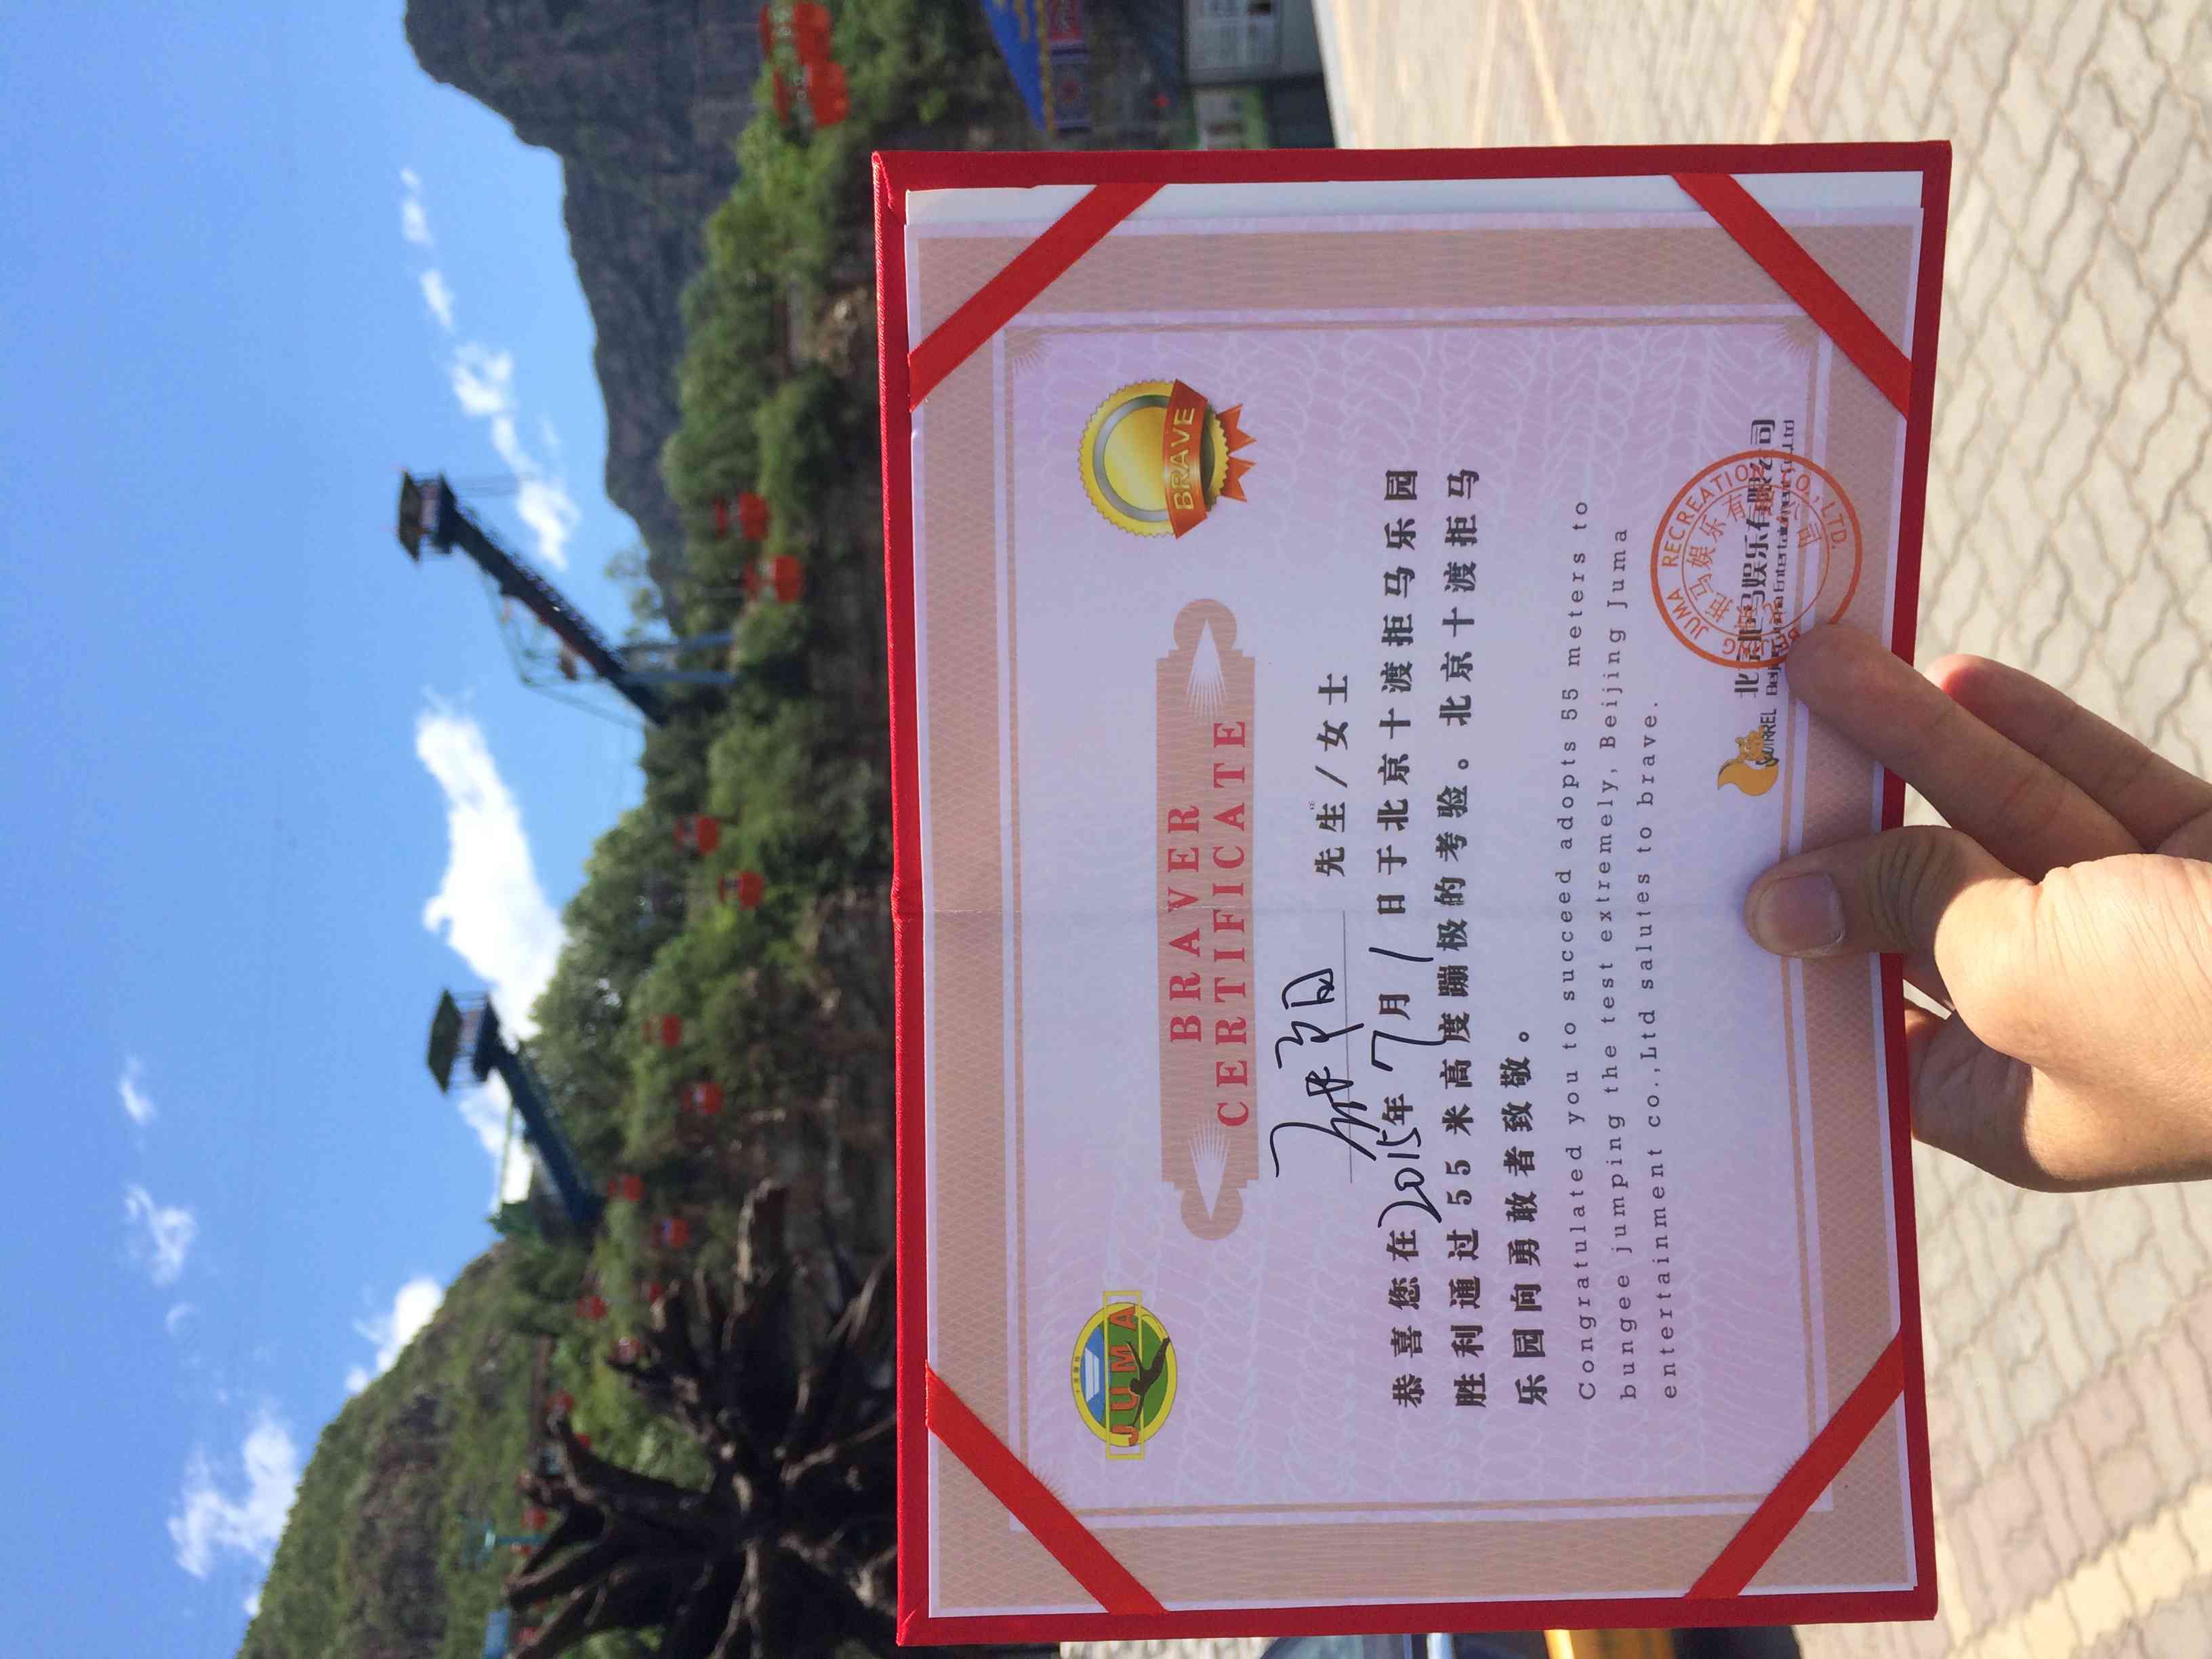 JUMA
BRAVE
BRAVER
CERTIFICATE
张阳 先生/女士
恭喜您在2015年7月1日于北京十渡拒马乐园
胜利通过55米高度蹦极的考验。北京十渡拒马
乐园向勇敢者致敬。
Congratulated you to succeed adopts 55 meters to
bungee jumping the test extremely, Beijing Juma
entertainment co.,Ltd salutes to brave.
SQUIRREL
北京拒马娱乐有限公司
Beijing Juma Entertainment Co.,Ltd
BEIJING JUMA RECREATION CO.,LTD.
北京拒马娱乐有限公司